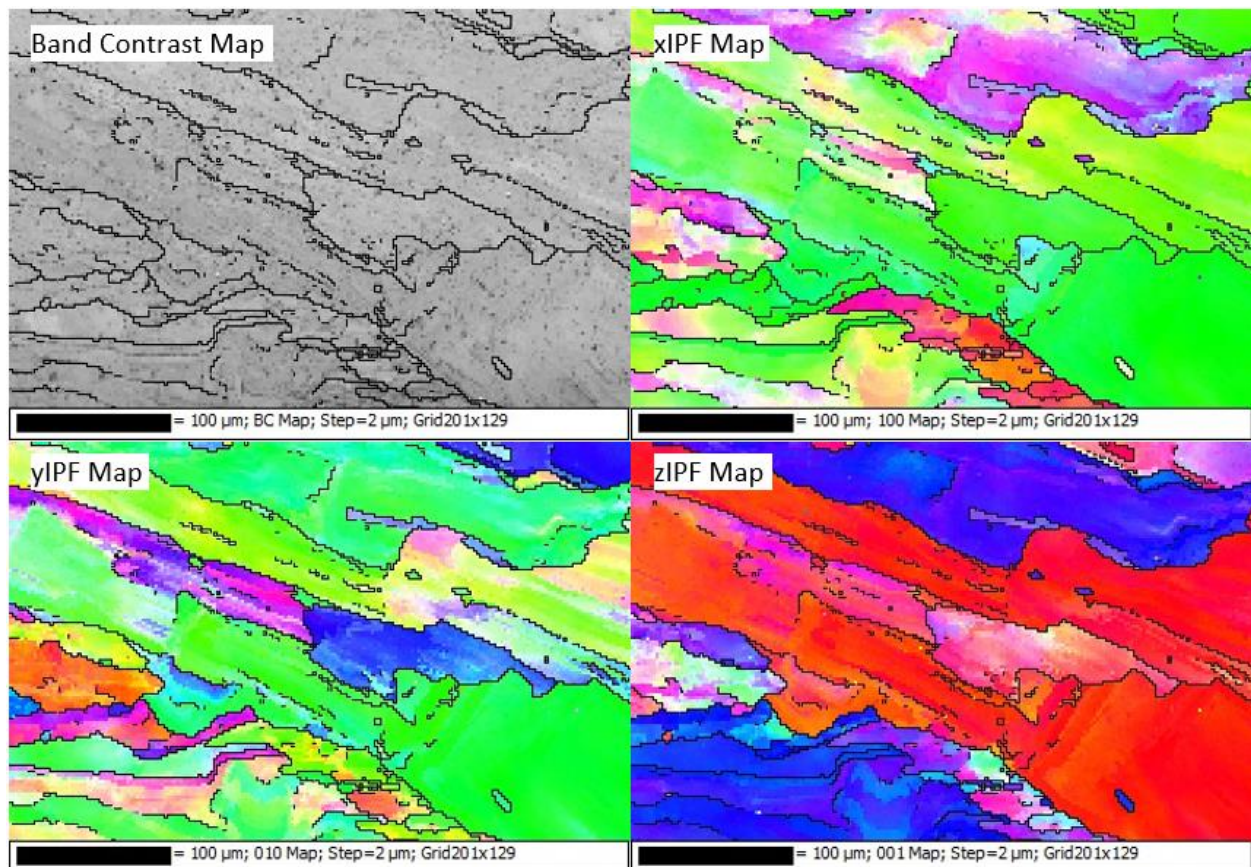 Band Contrast Map
xIPF Map
= 100 µm; BC Map; Step=2 µm; Grid201x129
= 100 µm; 100 Map; Step=2 µm; Grid201x129
yIPF Map
zIPF Map
= 100 µm; 010 Map; Step=2 µm; Grid201x129
= 100 µm; 001 Map; Step=2 µm; Grid201x129